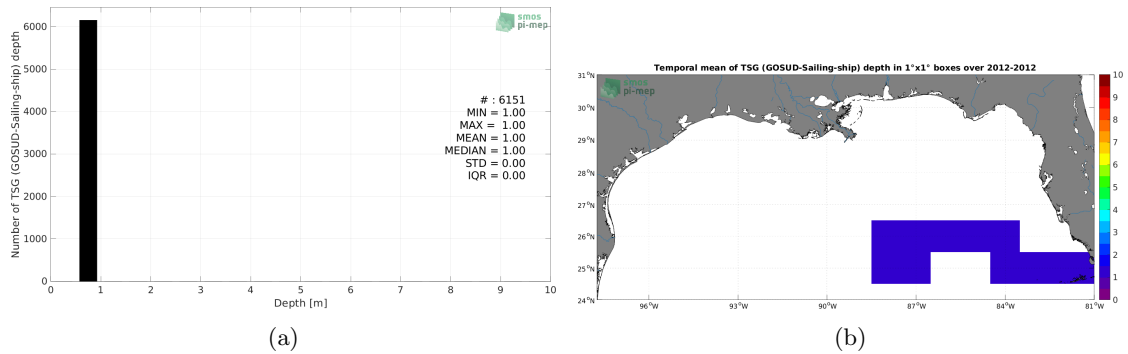 smos
pi-mep
Number of TSG (GOSUD-Sailing-ship) depth
6000
5000
4000
3000
2000
1000
0
# : 6151
MIN = 1.00
MAX = 1.00
MEAN = 1.00
MEDIAN = 1.00
STD = 0.00
IQR = 0.00
0 1 2 3 4 5 6 7 8 9 10
Depth [m]
(a)
Temporal mean of TSG (GOSUD-Sailing-ship) depth in 1°x1° boxes over 2012-2012
smos
pi-mep
31°N
30°N
29°N
28°N
27°N
26°N
25°N
24°N
96°W 93°W 90°W 87°W 84°W 81°W
10
9
8
7
6
5
4
3
2
1
0
(b)